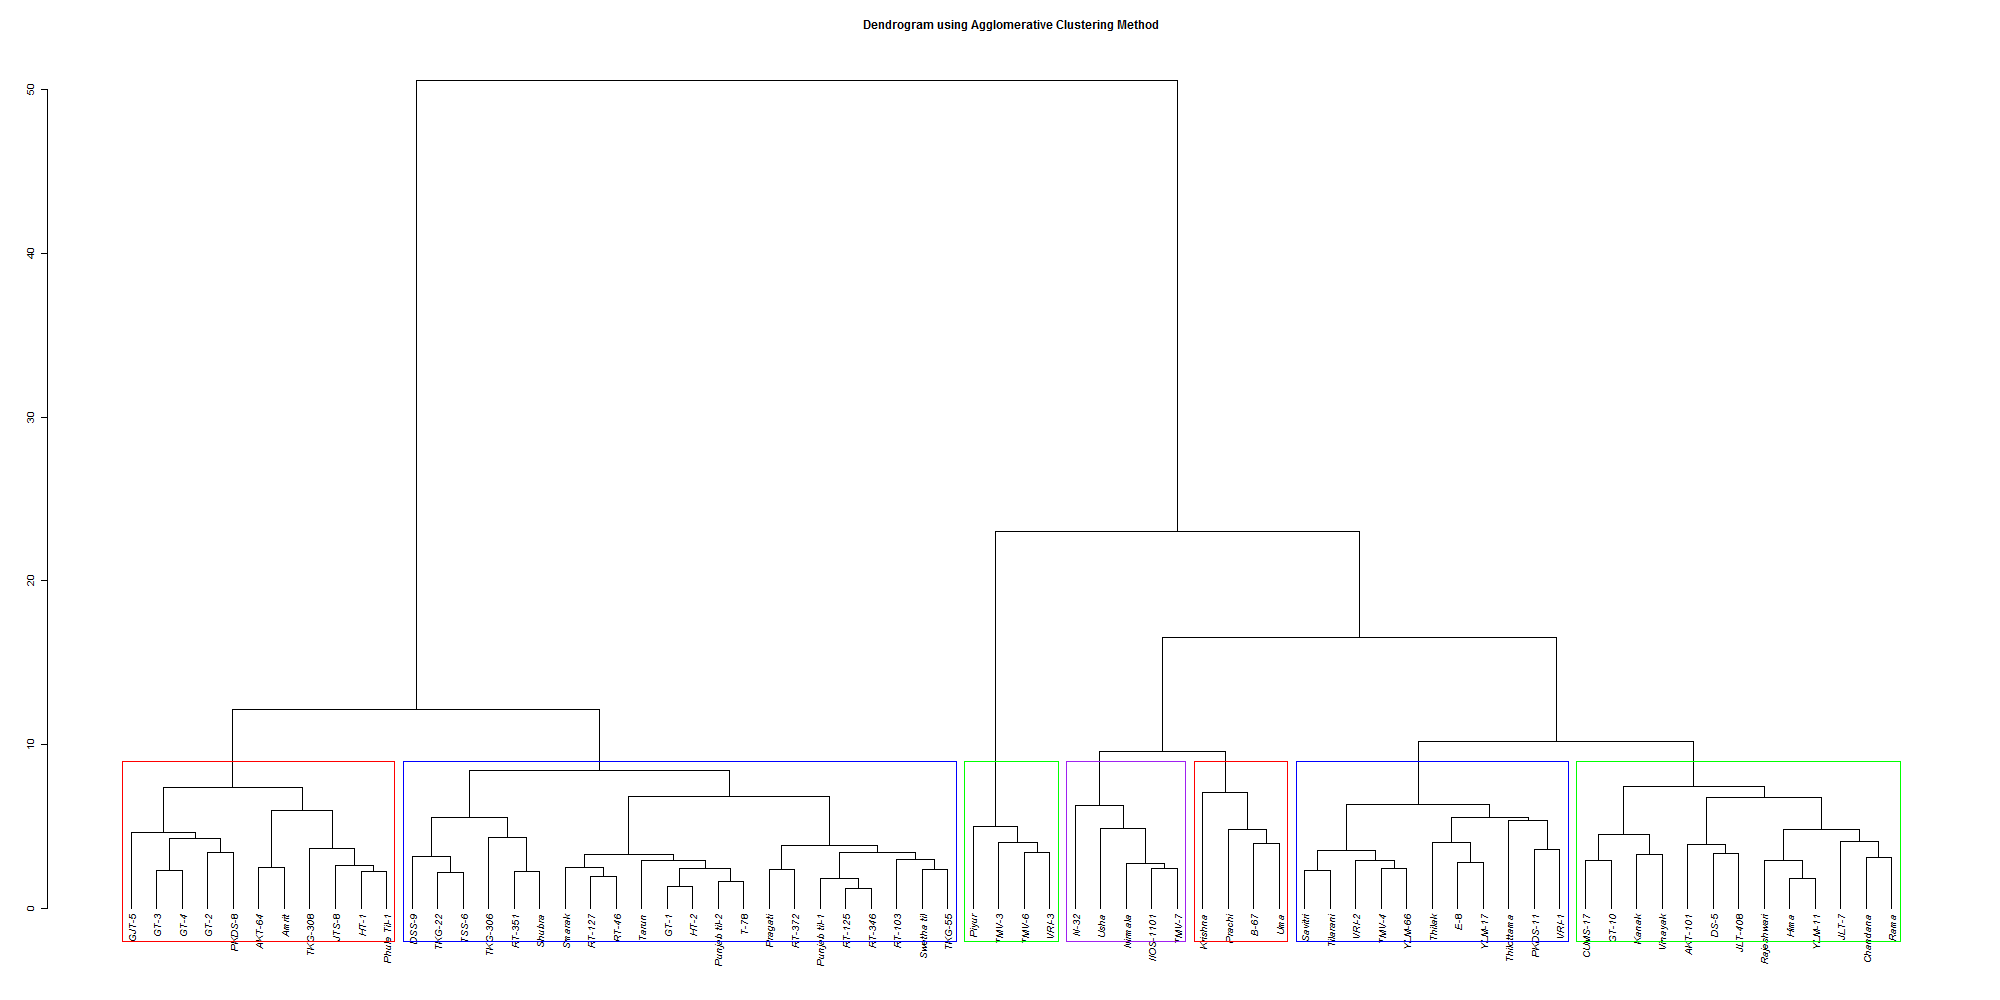 Dendrogram using Agglomerative Clustering Method
50
40
30
20
10
0
GJT-5
GT-3
GT-4
GT-2
PKDS-8
AKT-64
Amrit
TKG-308
JTS-8
HT-1
Phule Til-1
DSS-9
TKG-22
TSS-6
TKG-306
RT-351
Shubra
Smarak
RT-127
RT-46
Tarun
GT-1
HT-2
Punjab til-2
T-78
Pragati
RT-372
Punjab til-1
RT-125
RT-346
RT-103
Swetha til
TKG-55
Piyur
TMV-3
TMV-6
VRI-3
N-32
Usha
Nirmala
IIOS-1101
TMV-7
Krishna
Prachi
B-67
Uma
Savitri
Tilarani
VRI-2
TMV-4
YLM-66
Thilak
E-8
YLM-17
Thilottama
PKDS-11
VRI-1
CUMS-17
GT-10
Kanak
Vinayak
AKT-101
DS-5
JLT-408
Rajeshwari
Hima
YLM-11
JLT-7
Chandana
Rama